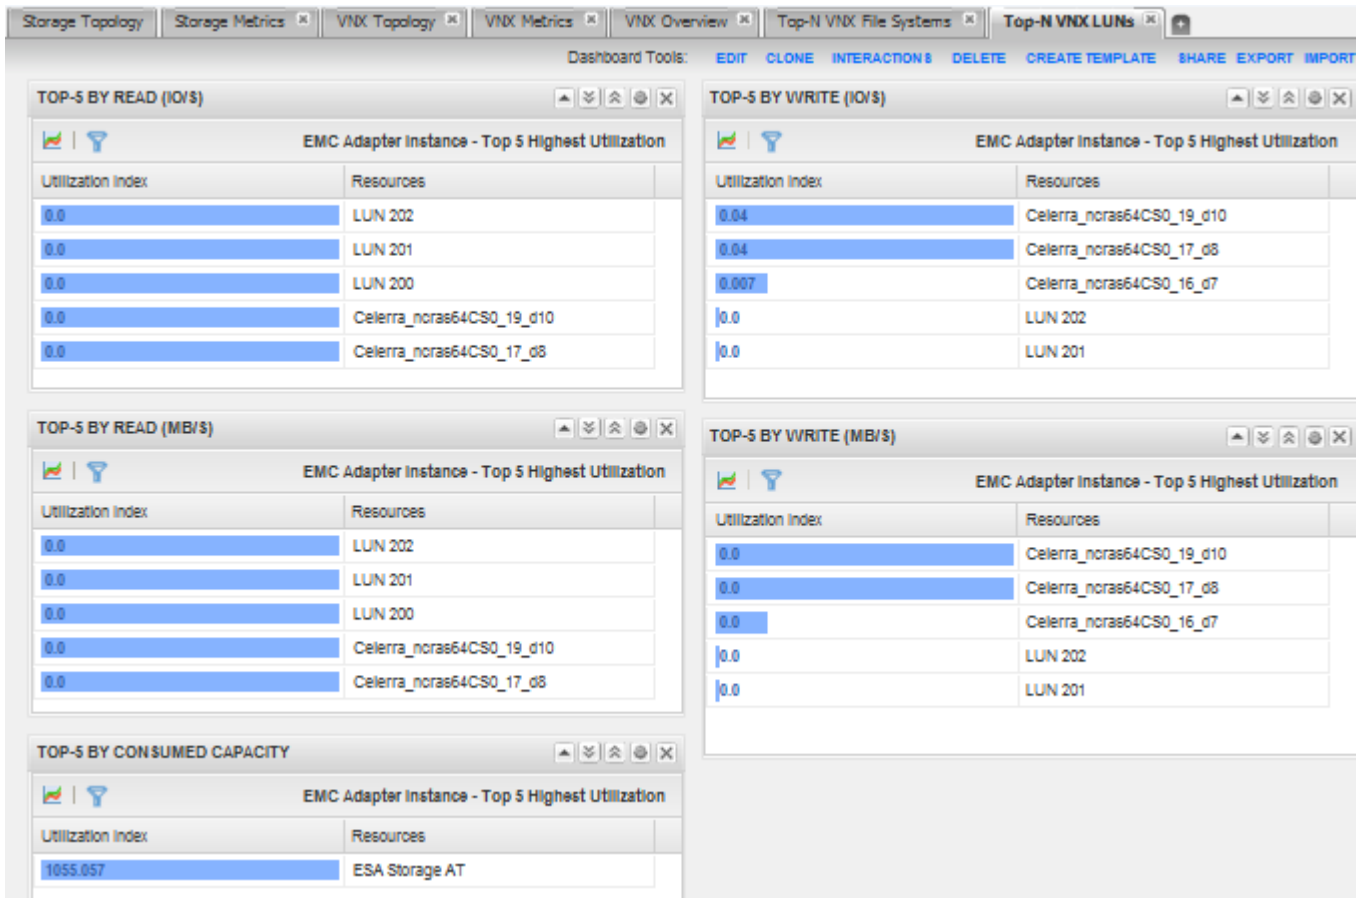 Storage Topology Storage Metrics VNX Topology VNX Metrics VNX Overview Top-N VNX File Systems Top-N VNX LUNs
Dashboard Tools: EDIT CLONE INTERACTIONS DELETE CREATE TEMPLATE SHARE EXPORT IMPORT
TOP-5 BY READ (IO/S)
EMC Adapter Instance - Top 5 Highest Utilization
Utilization Index Resources
0.0 LUN 202
0.0 LUN 201
0.0 LUN 200
0.0 Celerra_ncras64CS0_19_d10
0.0 Celerra_ncras64CS0_17_d8
TOP-5 BY WRITE (IO/S)
EMC Adapter Instance - Top 5 Highest Utilization
Utilization Index Resources
0.04 Celerra_ncras64CS0_19_d10
0.04 Celerra_ncras64CS0_17_d8
0.007 Celerra_ncras64CS0_16_d7
0.0 LUN 202
0.0 LUN 201
TOP-5 BY READ (MB/S)
EMC Adapter Instance - Top 5 Highest Utilization
Utilization Index Resources
0.0 LUN 202
0.0 LUN 201
0.0 LUN 200
0.0 Celerra_ncras64CS0_19_d10
0.0 Celerra_ncras64CS0_17_d8
TOP-5 BY WRITE (MB/S)
EMC Adapter Instance - Top 5 Highest Utilization
Utilization Index Resources
0.0 Celerra_ncras64CS0_19_d10
0.0 Celerra_ncras64CS0_17_d8
0.0 Celerra_ncras64CS0_16_d7
0.0 LUN 202
0.0 LUN 201
TOP-5 BY CONSUMED CAPACITY
EMC Adapter Instance - Top 5 Highest Utilization
Utilization Index Resources
1055.057 ESA Storage AT